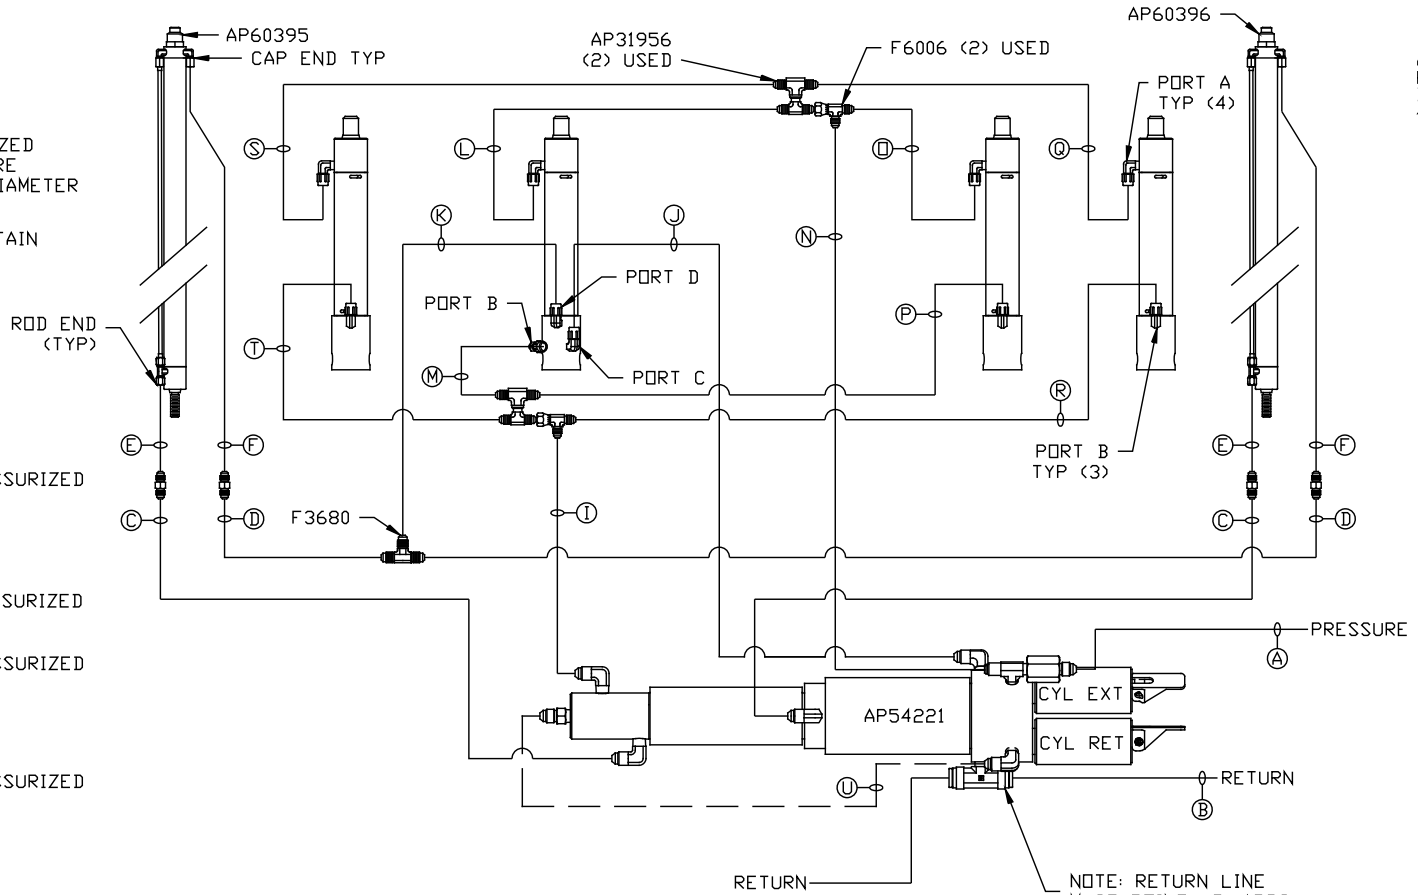 AP60395
CAP END TYP
AP31956
(2) USED
F6006 (2) USED
AP60396
PORT A
TYP (4)
IZED
RE
IAMETER
TAIN
S
L
O
Q
K
J
N
PORT D
PORT B
ROD END
(TYP)
P
T
M
PORT C
R
E
F
PORT B
TYP (3)
E
F
SSURIZED
C
D
F3680
I
C
D
SURIZED
PRESSURE
A
SSURIZED
CYL EXT
AP54221
CYL RET
SSURIZED
U
RETURN
B
RETURN
NOTE: RETURN LINE